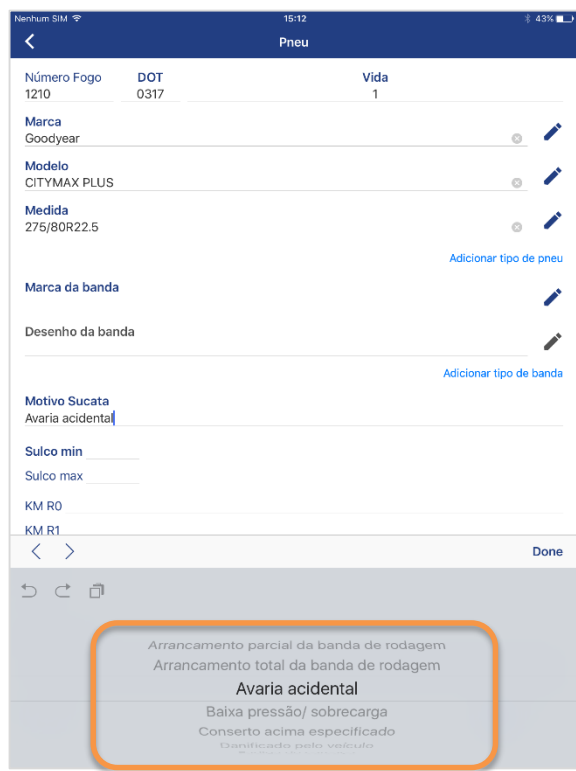 Nenhum SIM 15:12 43%
Pneu
Número Fogo DOT Vida
1210 0317 1
Marca
Goodyear
Modelo
CITYMAX PLUS
Medida
275/80R22.5
Adicionar tipo de pneu
Marca da banda
Desenho da banda
Adicionar tipo de banda
Motivo Sucata
Avaria acidental
Sulco min
Sulco max
KM R0
KM R1
Done
Arrancamento parcial da banda de rodagem
Arrancamento total da banda de rodagem
Avaria acidental
Baixa pressão/ sobrecarga
Conserto acima especificado
Danificado pelo veículo